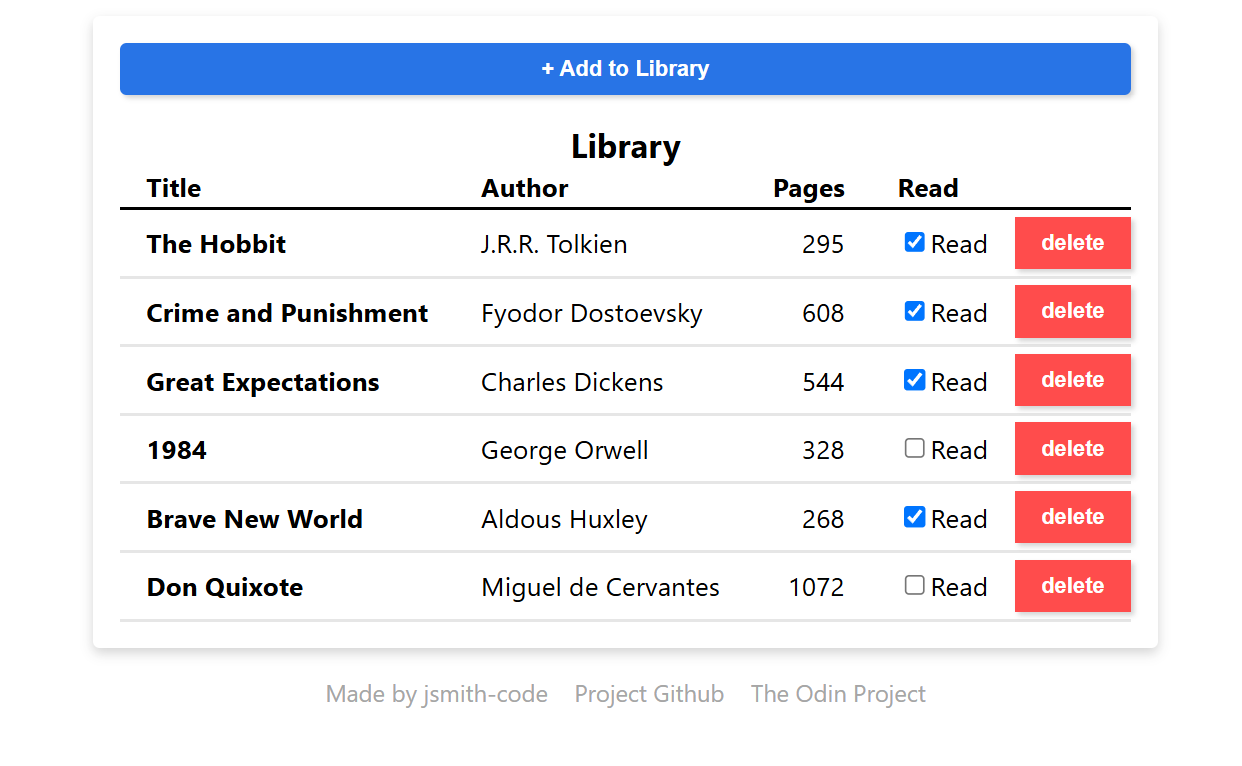 + Add to Library
Library
Title Author Pages Read
The Hobbit J.R.R. Tolkien 295 Read delete
Crime and Punishment Fyodor Dostoevsky 608 Read delete
Great Expectations Charles Dickens 544 Read delete
1984 George Orwell 328 Read delete
Brave New World Aldous Huxley 268 Read delete
Don Quixote Miguel de Cervantes 1072 Read delete
Made by jsmith-code Project Github The Odin Project